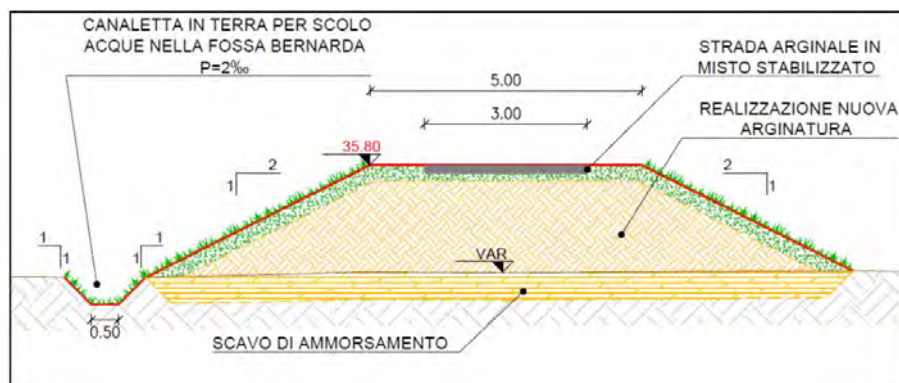 CANALETTA IN TERRA PER SCOLO
ACQUE NELLA FOSSA BERNARDA
P=2‰
STRADA ARGINALE IN
MISTO STABILIZZATO
5.00
3.00
REALIZZAZIONE NUOVA
ARGINATURA
35.80
2
1
2
1
1
1
1
1
VAR
0.50
SCAVO DI AMMORSAMENTO